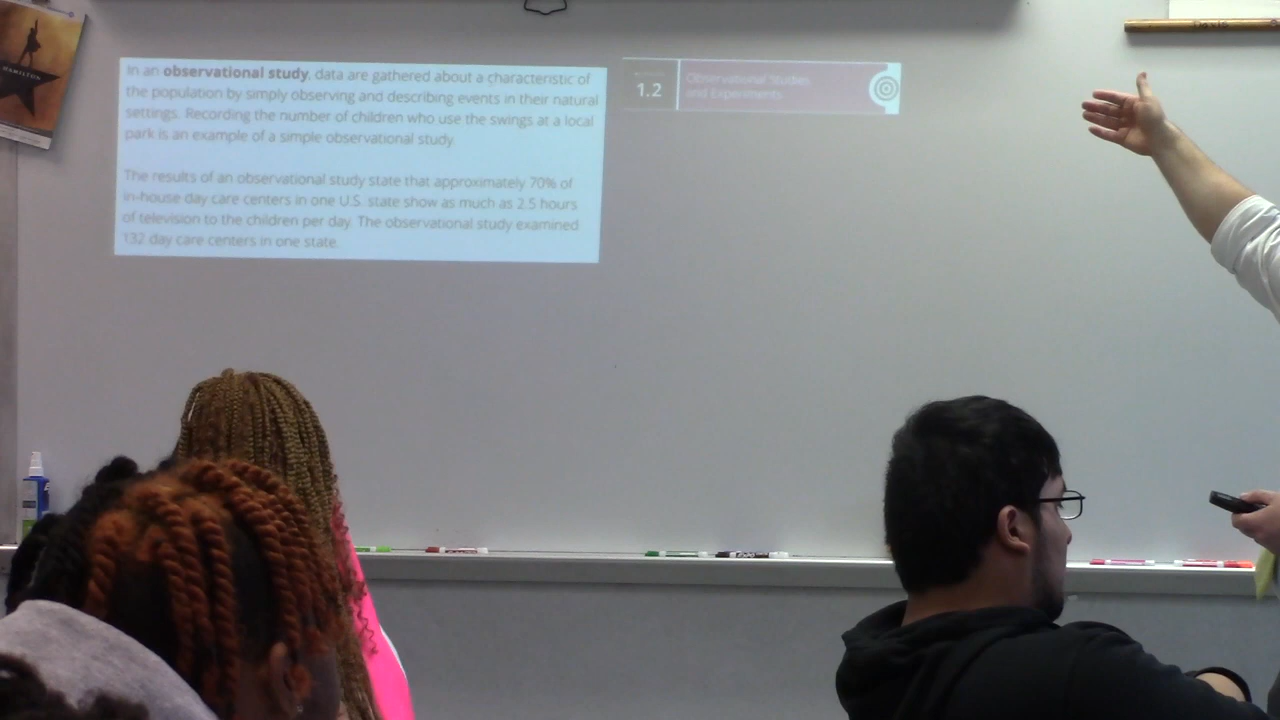 HAMILTON
In an observational study, data are gathered about a characteristic of
the population by simply observing and describing events in their natural
settings. Recording the number of children who use the swings at a local
park is an example of a simple observational study.
The results of an observational study state that approximately 70% of
in-house day care centers in one U.S. state show as much as 2.5 hours
of television to the children per day. The observational study examined
132 day care centers in one state.
1.2
Observational Studies
and Experiments
Davis